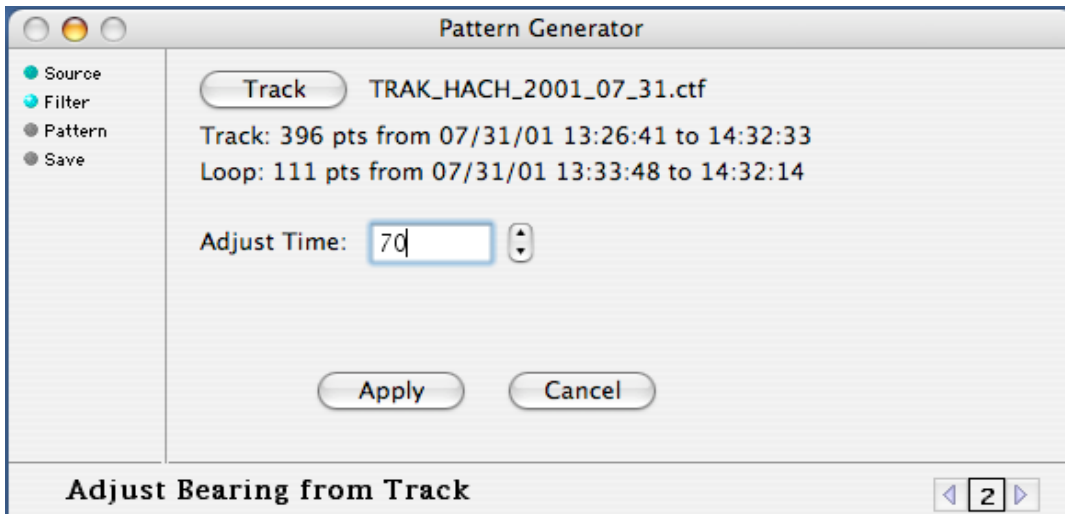 Pattern Generator
Source
Filter
Pattern
Save
Track TRAK_HACH_2001_07_31.ctf
Track: 396 pts from 07/31/01 13:26:41 to 14:32:33
Loop: 111 pts from 07/31/01 13:33:48 to 14:32:14
Adjust Time: 70
Apply Cancel
Adjust Bearing from Track
2